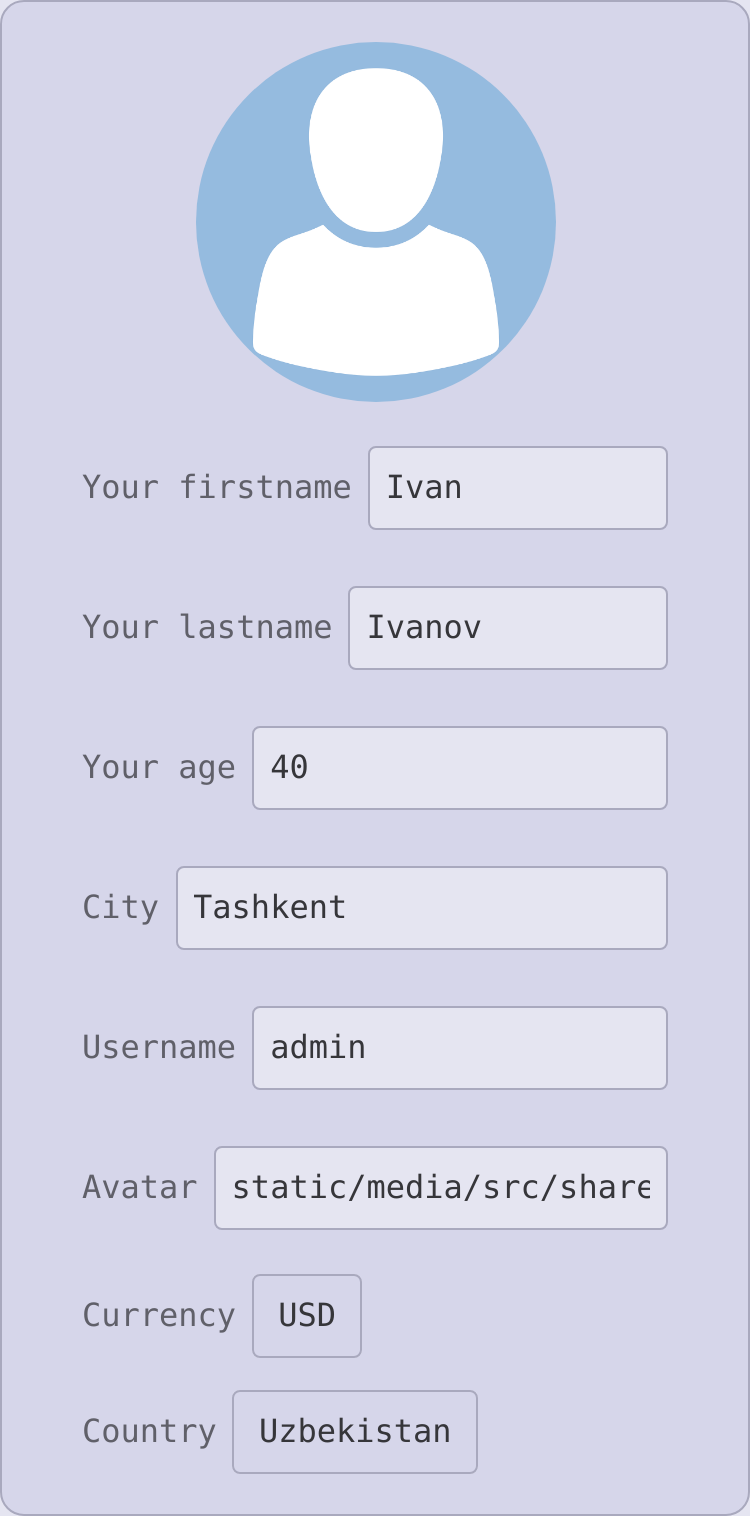 Your firstname Ivan
Your lastname Ivanov
Your age 40
City Tashkent
Username admin
Avatar static/media/src/share
Currency USD
Country Uzbekistan